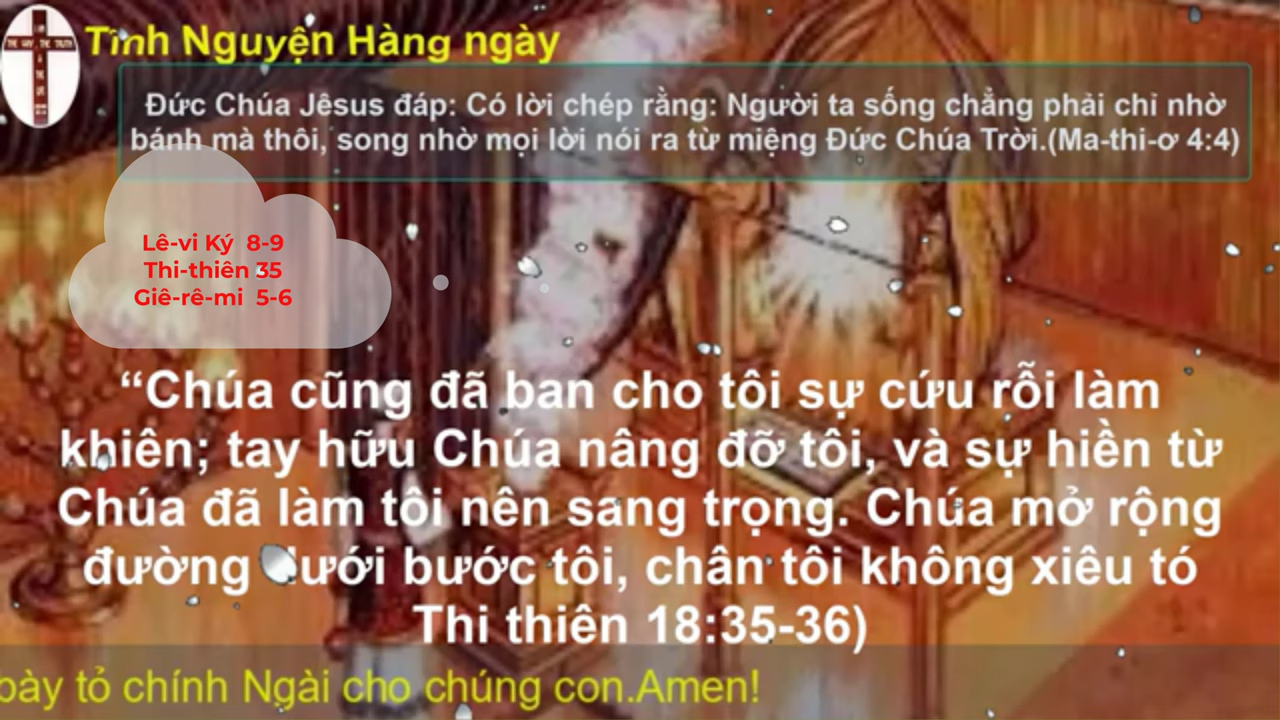 THE WAY, THE TRUTH
Tĩnh Nguyện Hàng ngày
Đức Chúa Jêsus đáp: Có lời chép rằng: Người ta sống chẳng phải chỉ nhờ
bánh mà thôi, song nhờ mọi lời nói ra từ miệng Đức Chúa Trời.(Ma-thi-ơ 4:4)
Lê-vi Ký 8-9
Thi-thiên 35
Giê-rê-mi 5-6
“Chúa cũng đã ban cho tôi sự cứu rỗi làm
khiên; tay hữu Chúa nâng đỡ tôi, và sự hiền từ
Chúa đã làm tôi nên sang trọng. Chúa mở rộng
đường dưới bước tôi, chân tôi không xiêu tó
Thi thiên 18:35-36)
bày tỏ chính Ngài cho chúng con.Amen!